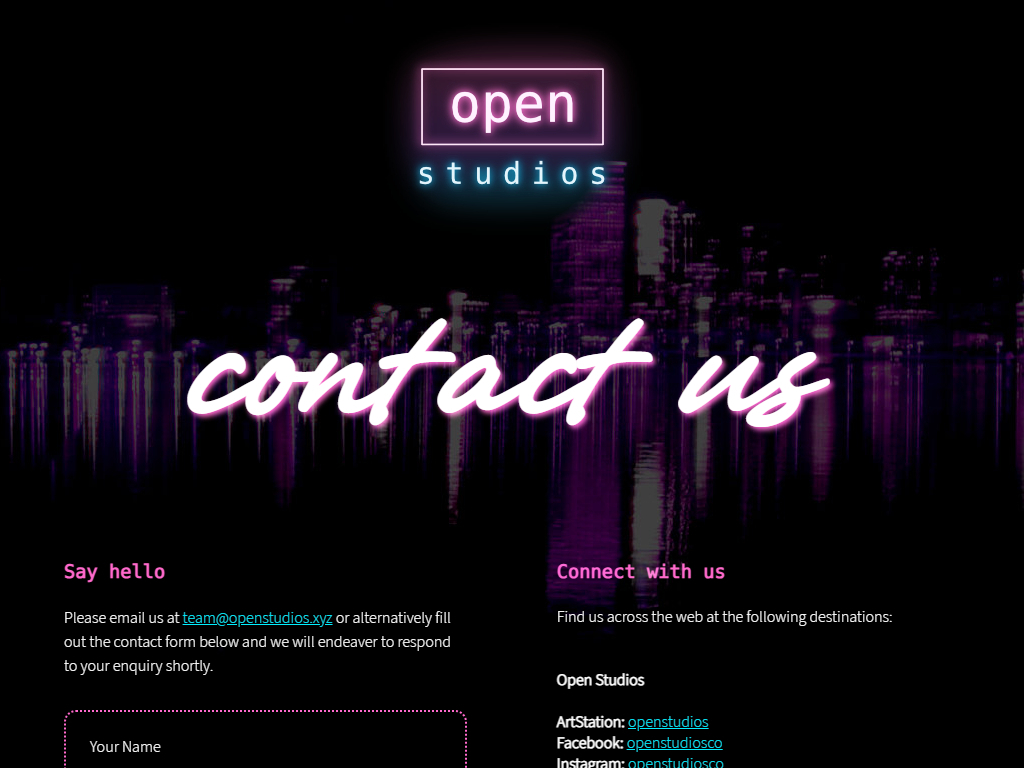 open
studios
contact us
Say hello
Please email us at team@openstudios.xyz or alternatively fill
out the contact form below and we will endeaver to respond
to your enquiry shortly.
Your Name
Connect with us
Find us across the web at the following destinations:
Open Studios
ArtStation: openstudios
Facebook: openstudiosco
Instagram: openstudiosco